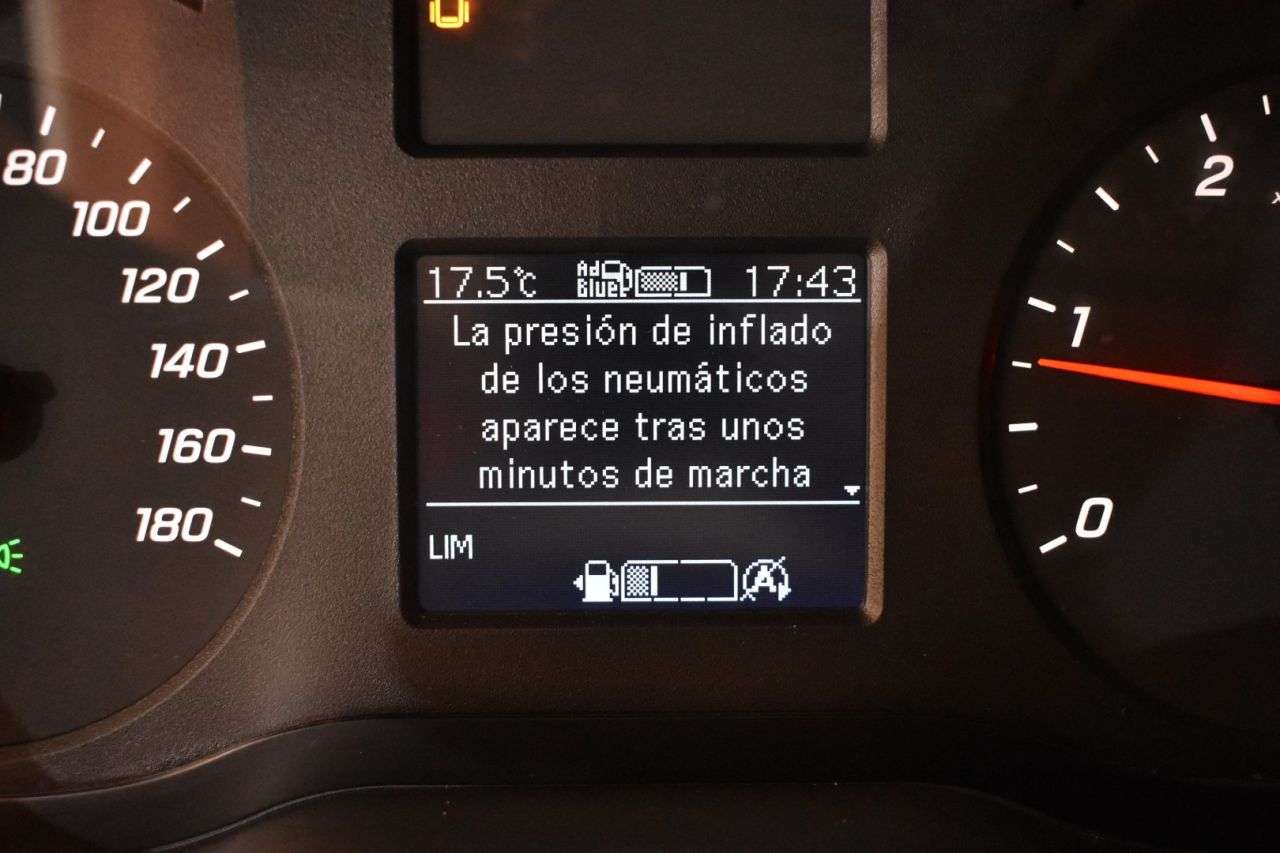 80
100
120
140
160
180
17.5°C Ad Blue 17:43
La presión de inflado
de los neumáticos
aparece tras unos
minutos de marcha
LIM
A
2
1
0